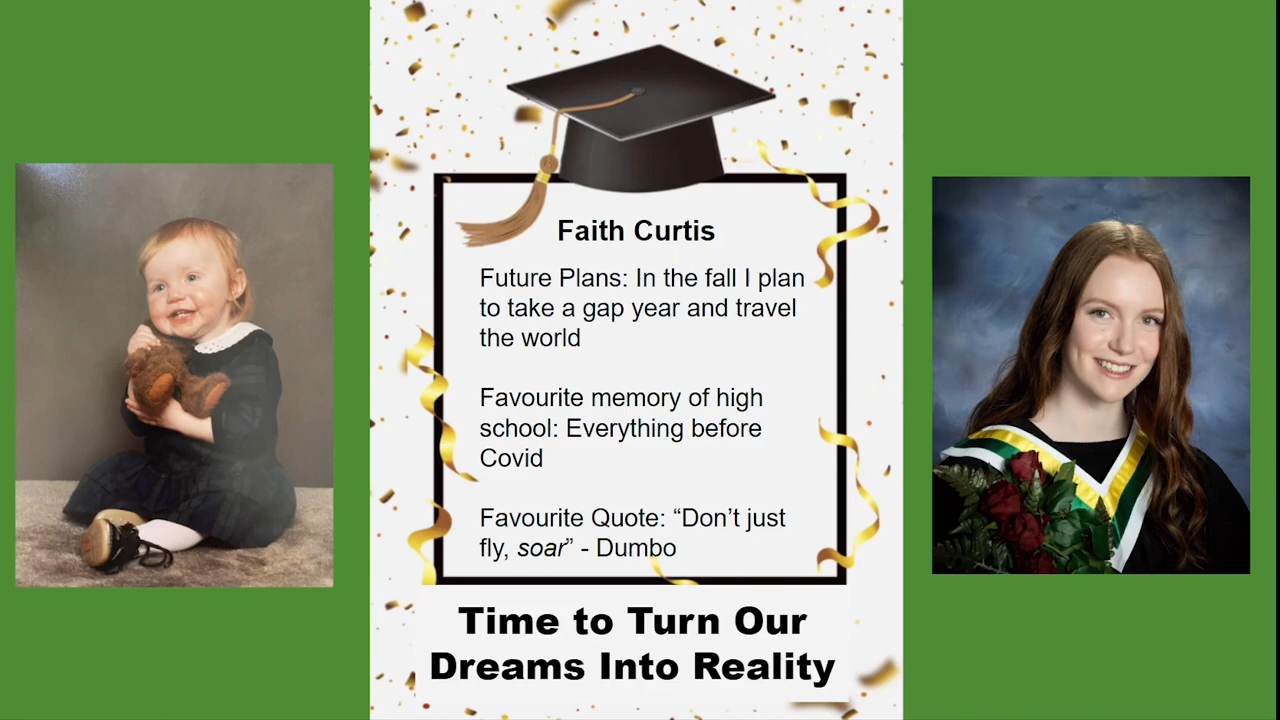 Faith Curtis
Future Plans: In the fall I plan
to take a gap year and travel
the world
Favourite memory of high
school: Everything before
Covid
Favourite Quote: “Don’t just
fly, soar” - Dumbo
Time to Turn Our
Dreams Into Reality